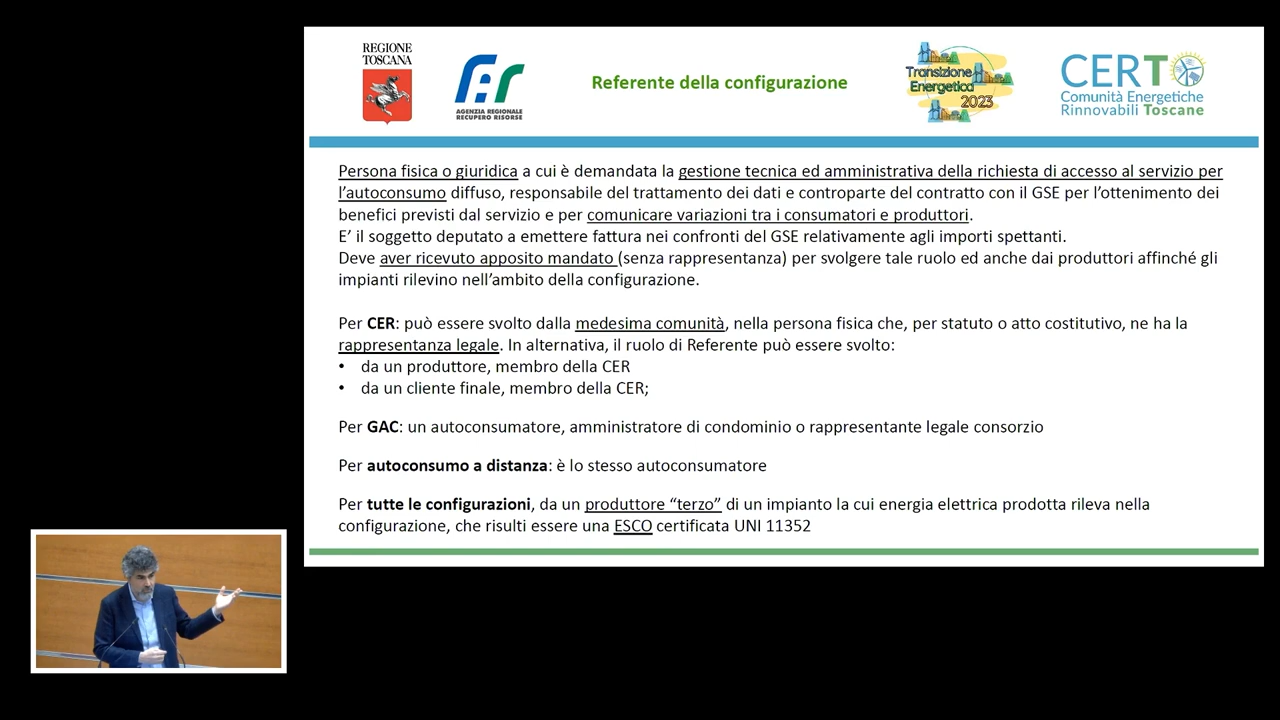 REGIONE
TOSCANA
AGENZIA REGIONALE
RECUPERO RISORSE
Referente della configurazione
Transizione
Energetica
2023
CERTO
Comunità Energetiche
Rinnovabili Toscane
Persona fisica o giuridica a cui è demandata la gestione tecnica ed amministrativa della richiesta di accesso al servizio per
l’autoconsumo diffuso, responsabile del trattamento dei dati e controparte del contratto con il GSE per l’ottenimento dei
benefici previsti dal servizio e per comunicare variazioni tra i consumatori e produttori.
E’ il soggetto deputato a emettere fattura nei confronti del GSE relativamente agli importi spettanti.
Deve aver ricevuto apposito mandato (senza rappresentanza) per svolgere tale ruolo ed anche dai produttori affinché gli
impianti rilevino nell’ambito della configurazione.
Per CER: può essere svolto dalla medesima comunità, nella persona fisica che, per statuto o atto costitutivo, ne ha la
rappresentanza legale. In alternativa, il ruolo di Referente può essere svolto:
• da un produttore, membro della CER
• da un cliente finale, membro della CER;
Per GAC: un autoconsumatore, amministratore di condominio o rappresentante legale consorzio
Per autoconsumo a distanza: è lo stesso autoconsumatore
Per tutte le configurazioni, da un produttore “terzo” di un impianto la cui energia elettrica prodotta rileva nella
configurazione, che risulti essere una ESCO certificata UNI 11352